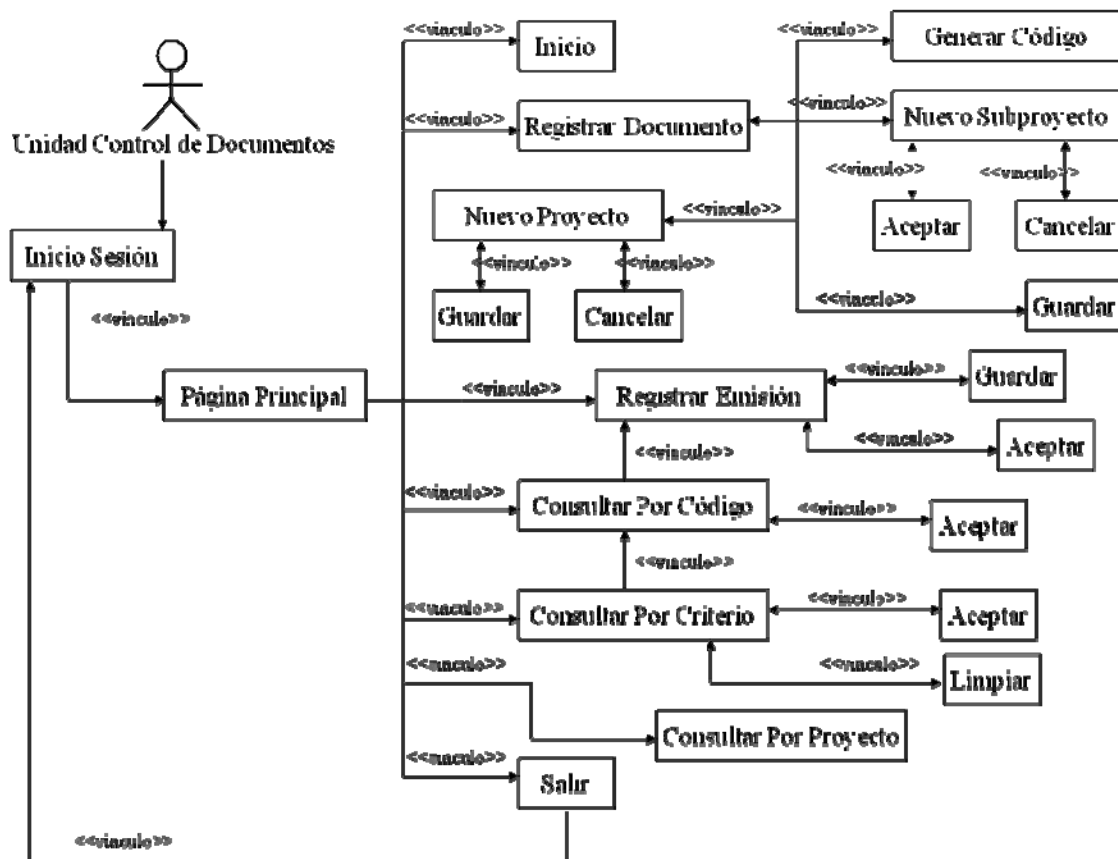 <<vinculo>>
Inicio
<<vinculo>>
Generar Código
Unidad Control de Documentos
<<vinculo>>
Registrar Documento
<<vinculo>>
Nuevo Subproyecto
<<vinculo>>
<<vinculo>>
Aceptar
Cancelar
Nuevo Proyecto
<<vinculo>>
<<vinculo>>
<<vinculo>>
Guardar
Cancelar
<<vinculo>>
Guardar
Inicio Sesión
<<vinculo>>
Página Principal
<<vinculo>>
Registrar Emisión
<<vinculo>>
Guardar
<<vinculo>>
Aceptar
<<vinculo>>
<<vinculo>>
Consultar Por Código
<<vinculo>>
Aceptar
<<vinculo>>
<<vinculo>>
Consultar Por Criterio
<<vinculo>>
Aceptar
<<vinculo>>
Limpiar
<<vinculo>>
Consultar Por Proyecto
<<vinculo>>
Salir
<<vinculo>>